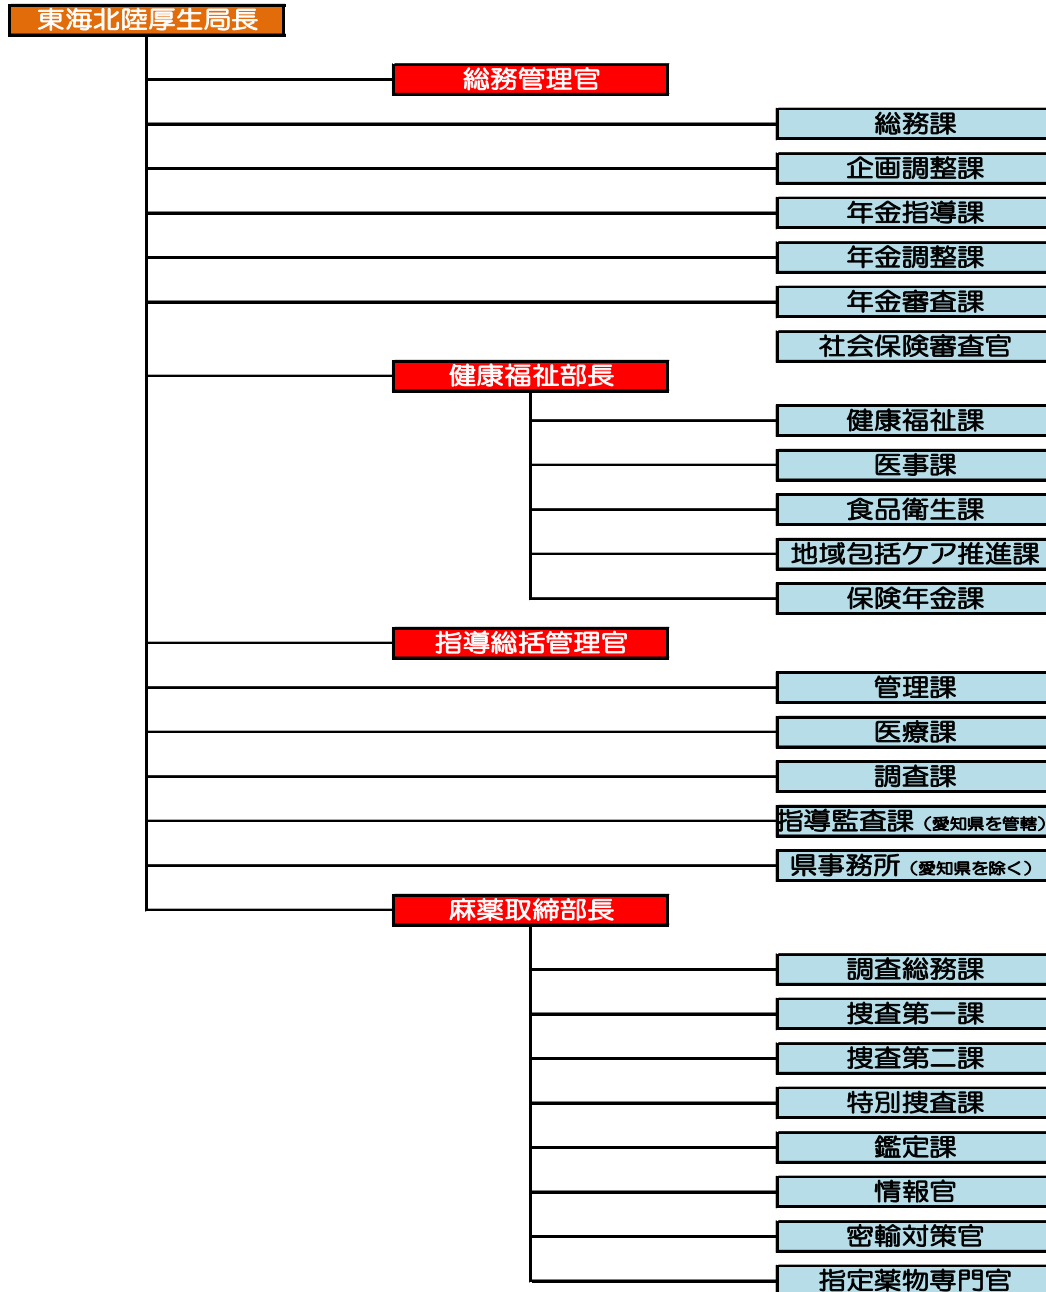 東海北陸厚生局長
総務管理官
総務課
企画調整課
年金指導課
年金調整課
年金審査課
社会保険審査官
健康福祉部長
健康福祉課
医事課
食品衛生課
地域包括ケア推進課
保険年金課
指導総括管理官
管理課
医療課
調査課
指導監査課（愛知県を管轄）
県事務所（愛知県を除く）
麻薬取締部長
調査総務課
捜査第一課
捜査第二課
特別捜査課
鑑定課
情報官
密輸対策官
指定薬物専門官